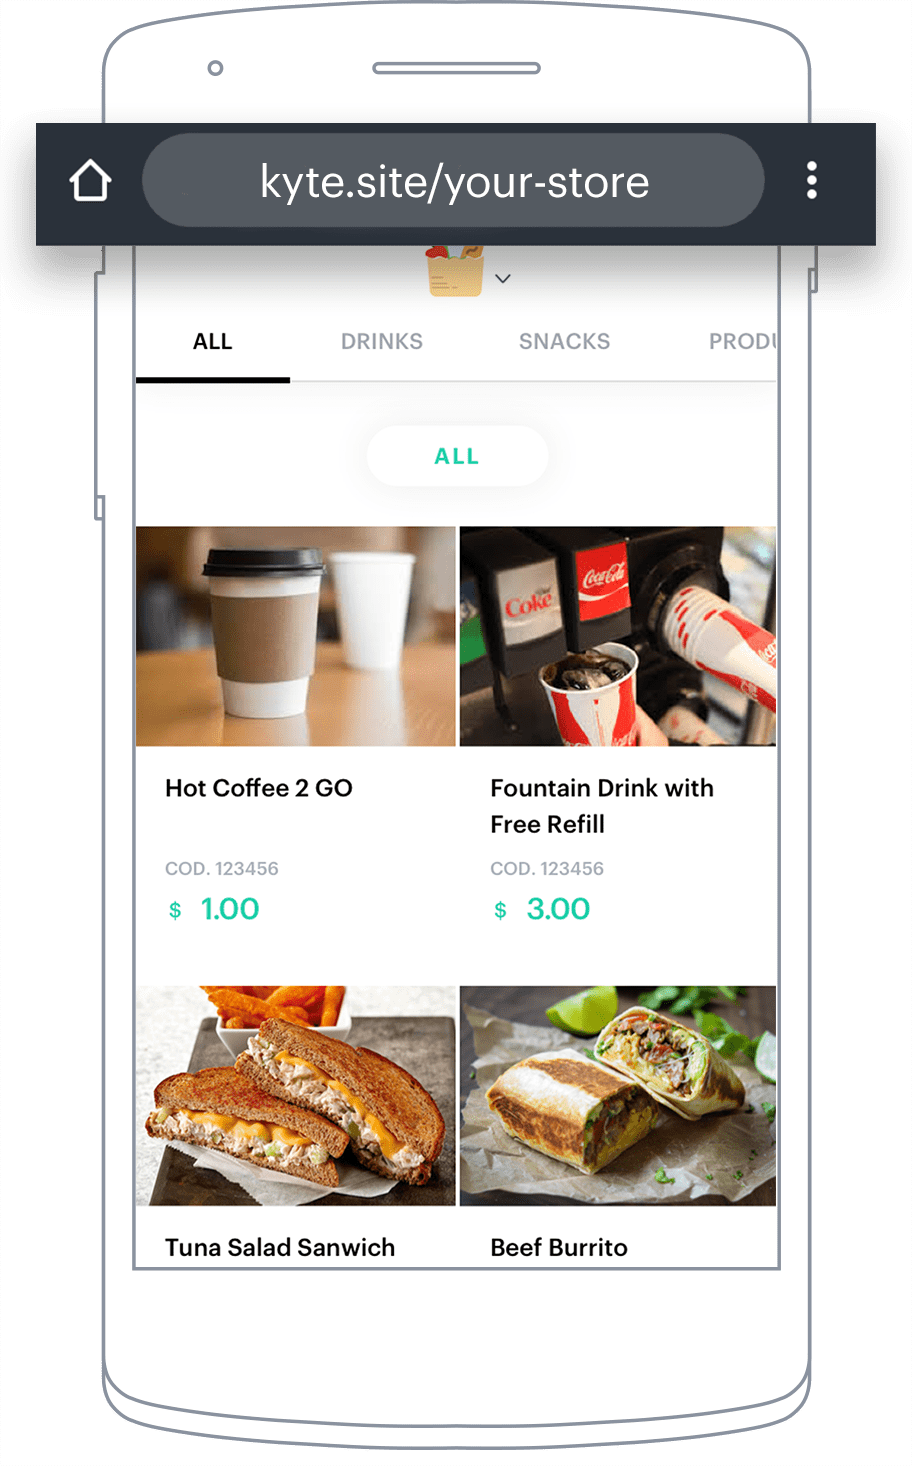 kyte.site/your-store
ALL DRINKS SNACKS PRODU
ALL
Diet
Coke
Coca-Cola
Hot Coffee 2 GO
Fountain Drink with
Free Refill
COD. 123456
COD. 123456
$ 1.00
$ 3.00
Tuna Salad Sanwich
Beef Burrito